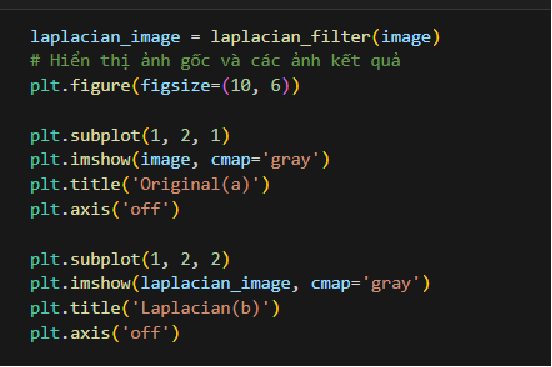 laplacian_image = laplacian_filter(image)
# Hiển thị ảnh gốc và các ảnh kết quả
plt.figure(figsize=(10, 6))
plt.subplot(1, 2, 1)
plt.imshow(image, cmap='gray')
plt.title('Original(a)')
plt.axis('off')
plt.subplot(1, 2, 2)
plt.imshow(laplacian_image, cmap='gray')
plt.title('Laplacian(b)')
plt.axis('off')